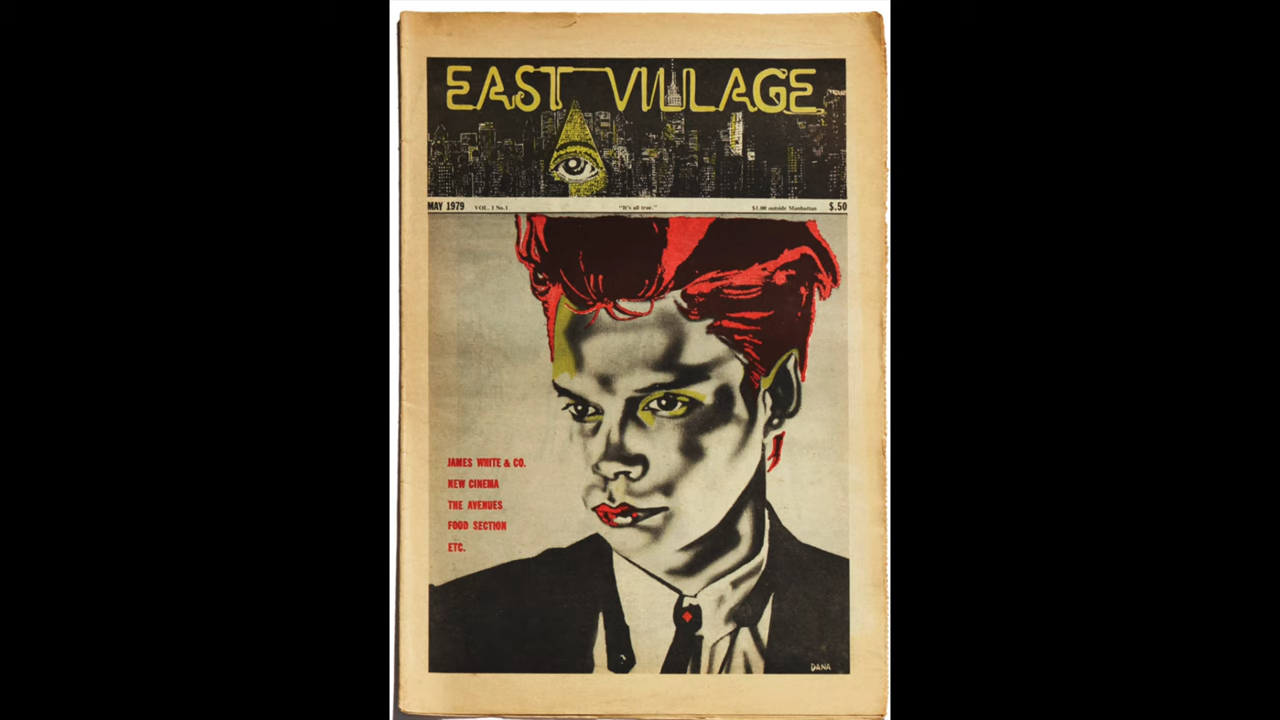 EAST VILLAGE
MAY 1979 VOL. 1 No. 1 "It's all true." $1.00 outside Manhattan $.50
JAMES WHITE & CO.
NEW CINEMA
THE AVENUES
FOOD SECTION
ETC.
DANA